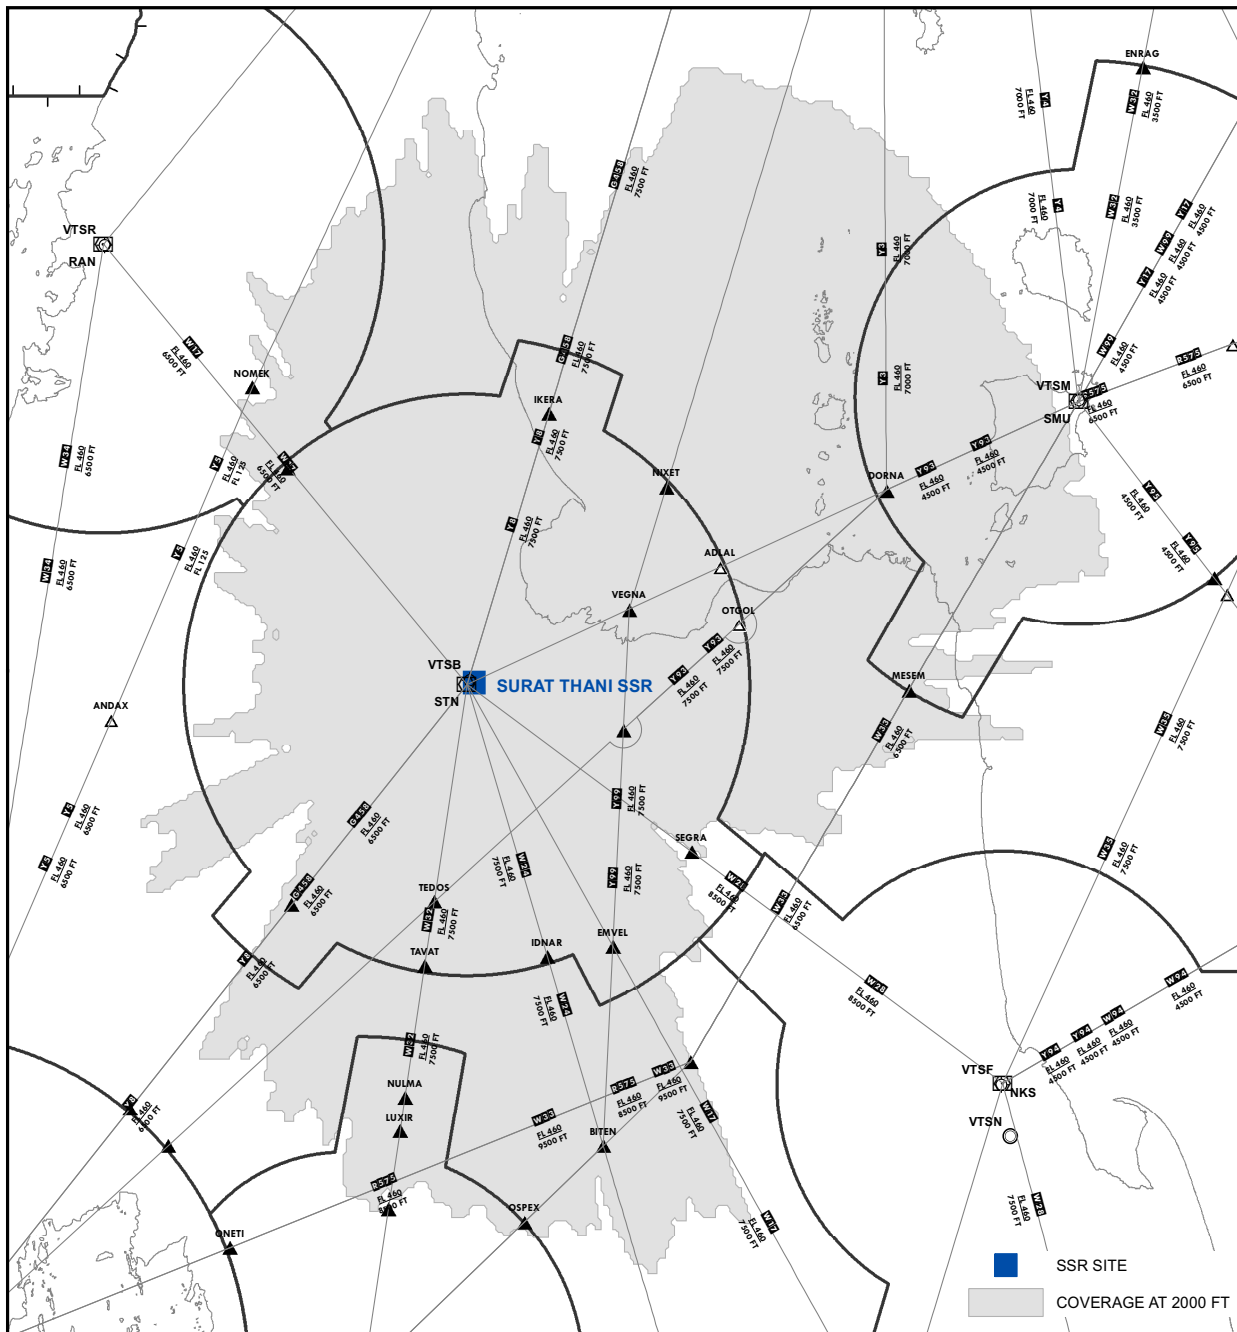 ENRAG
Y4
FL 460
7000 FT
W32
FL 460
3500 FT
G458
FL 460
7500 FT
Y4
FL 460
7000 FT
W32
FL 460
3500 FT
Y17
FL 460
4500 FT
W99
FL 460
4500 FT
Y17
FL 460
4500 FT
VTSR
RAN
Y3
FL 460
7000 FT
W17
FL 460
6500 FT
G458
FL 460
7500 FT
W99
FL 460
4500 FT
R575
FL 460
6500 FT
NOMEK
Y3
FL 460
7000 FT
VTSM
SMU
R575
FL 460
6500 FT
IKERA
Y8
FL 460
7500 FT
W34
FL 460
6500 FT
Y5
FL 460
FL 125
W17
FL 460
6500 FT
NIXET
DORNA
Y93
FL 460
4500 FT
Y93
FL 460
4500 FT
Y95
FL 460
4500 FT
Y8
FL 460
7500 FT
Y5
FL 460
FL 125
W34
FL 460
6500 FT
ADLAL
Y95
FL 460
4500 FT
VEGNA
OTGOL
Y93
FL 460
7500 FT
Y93
FL 460
7500 FT
VTSB
STN
SURAT THANI SSR
MESEM
ANDAX
W33
FL 460
6500 FT
W35
FL 460
7500 FT
Y5
FL 460
6500 FT
G458
FL 460
6500 FT
Y99
FL 460
7500 FT
SEGRA
Y5
FL 460
6500 FT
W24
FL 460
7500 FT
Y99
FL 460
7500 FT
W28
FL 460
8500 FT
W35
FL 460
7500 FT
G458
FL 460
6500 FT
TEDOS
W32
FL 460
7500 FT
W33
FL 460
6500 FT
TAVAT
IDNAR
EMVEL
Y8
FL 460
6500 FT
W24
FL 460
7500 FT
W28
FL 460
8500 FT
W94
FL 460
4500 FT
W94
FL 460
4500 FT
Y94
FL 460
4500 FT
Y94
FL 460
4500 FT
W32
FL 460
7500 FT
VTSF
NKS
VTSN
NULMA
LUXIR
Y8
FL 460
6500 FT
W33
FL 460
9500 FT
R575
FL 460
8500 FT
W33
FL 460
9500 FT
W17
FL 460
7500 FT
BITEN
R575
FL 460
8500 FT
OSPEX
ONETI
W17
FL 460
7500 FT
W28
FL 460
7500 FT
SSR SITE
COVERAGE AT 2000 FT